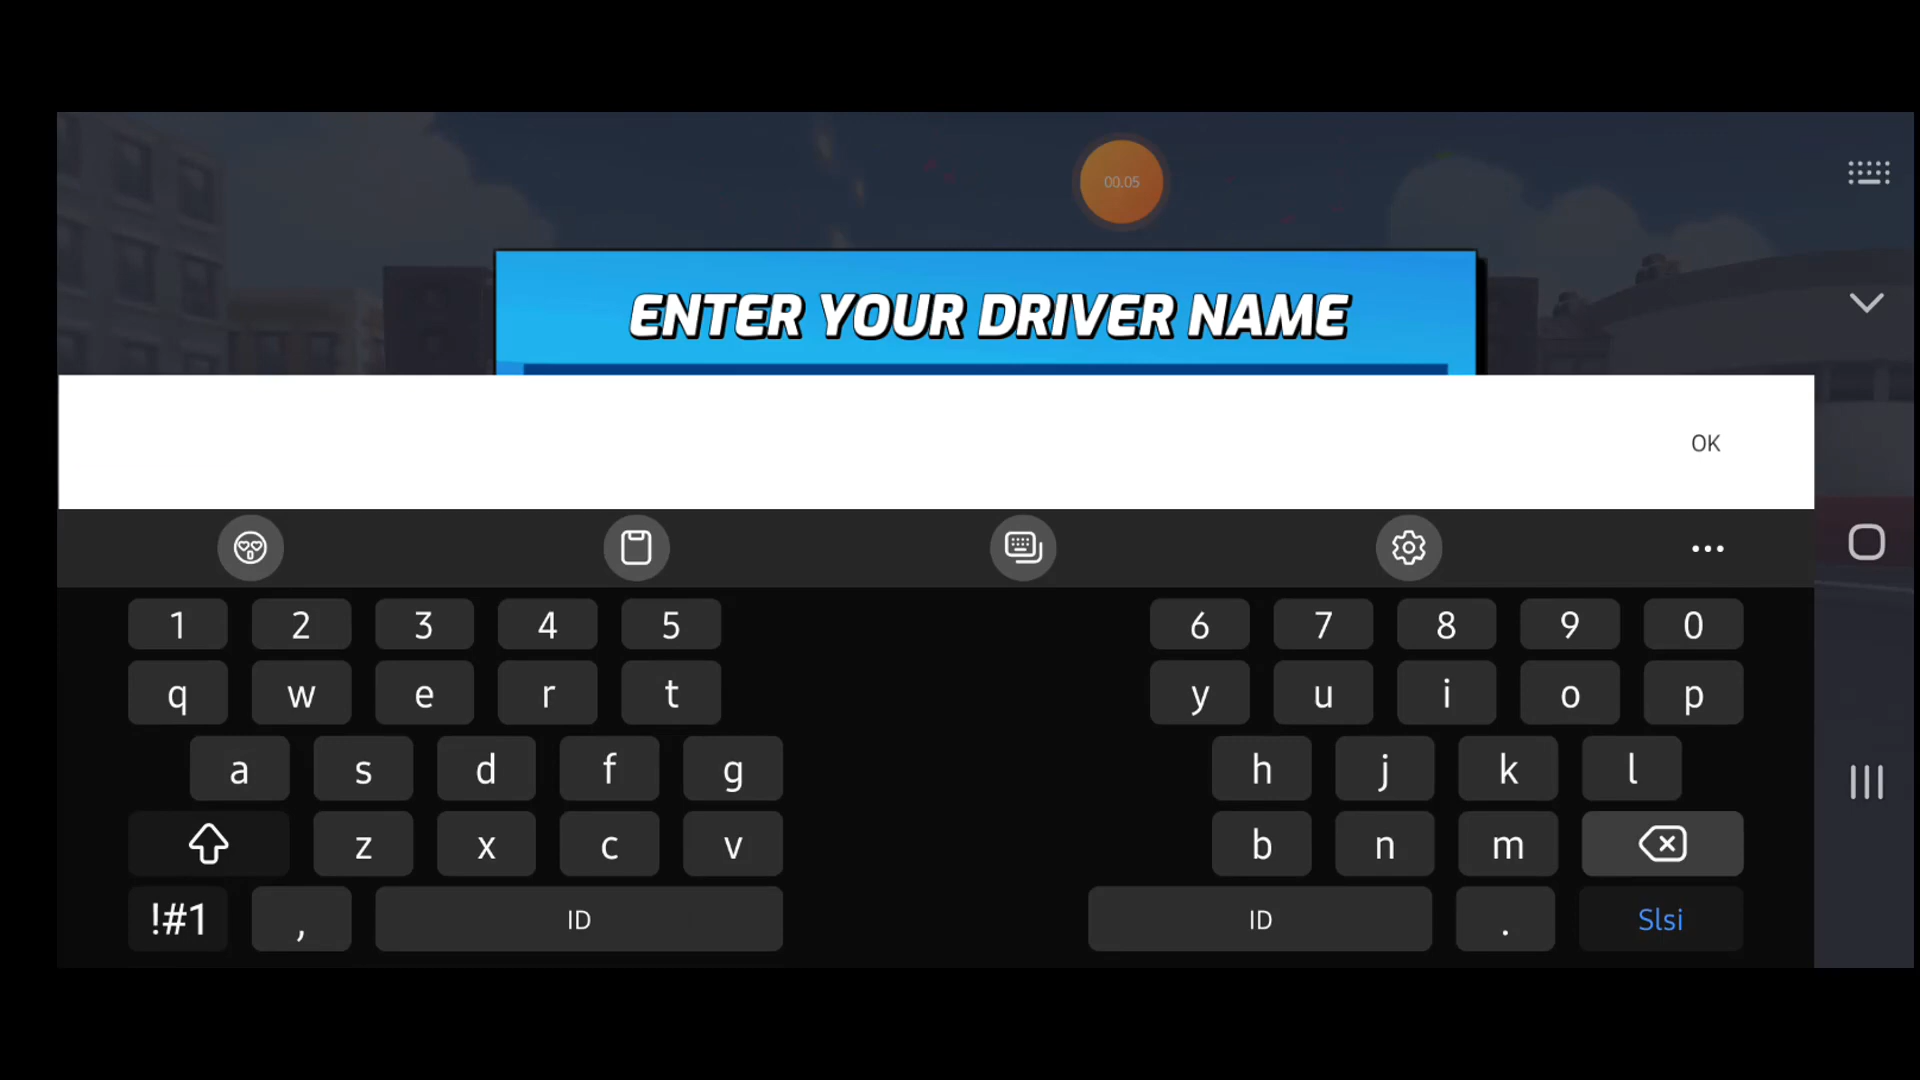 00.05
ENTER YOUR DRIVER NAME
OK
1 2 3 4 5 6 7 8 9 0
q w e r t y u i o p
a s d f g h j k l
z x c v b n m
!#1 , ID ID . Slsi